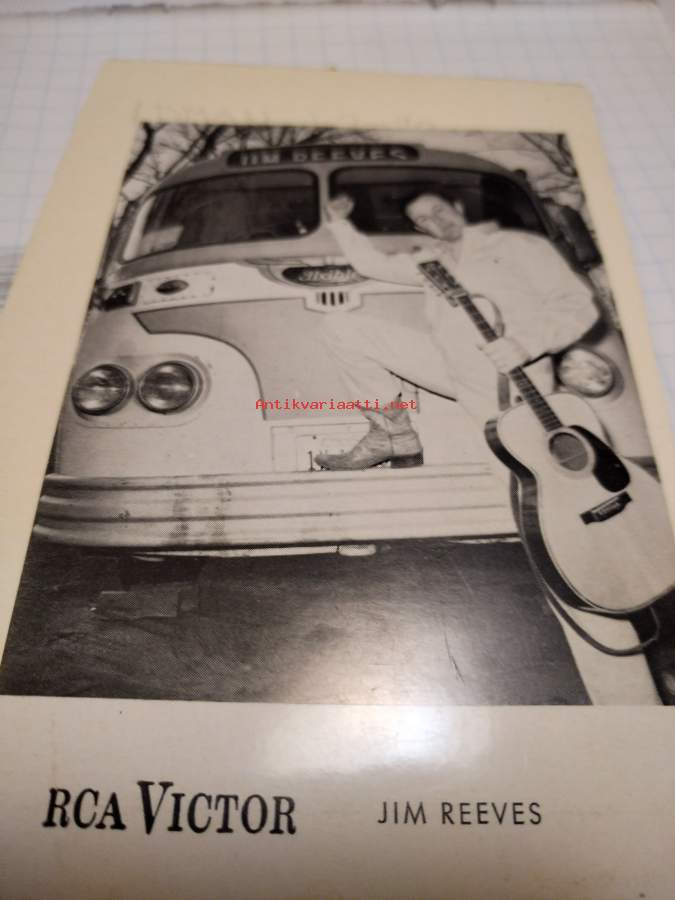 JIM REEVES
Antikvariaatti.net
RCA VICTOR
JIM REEVES